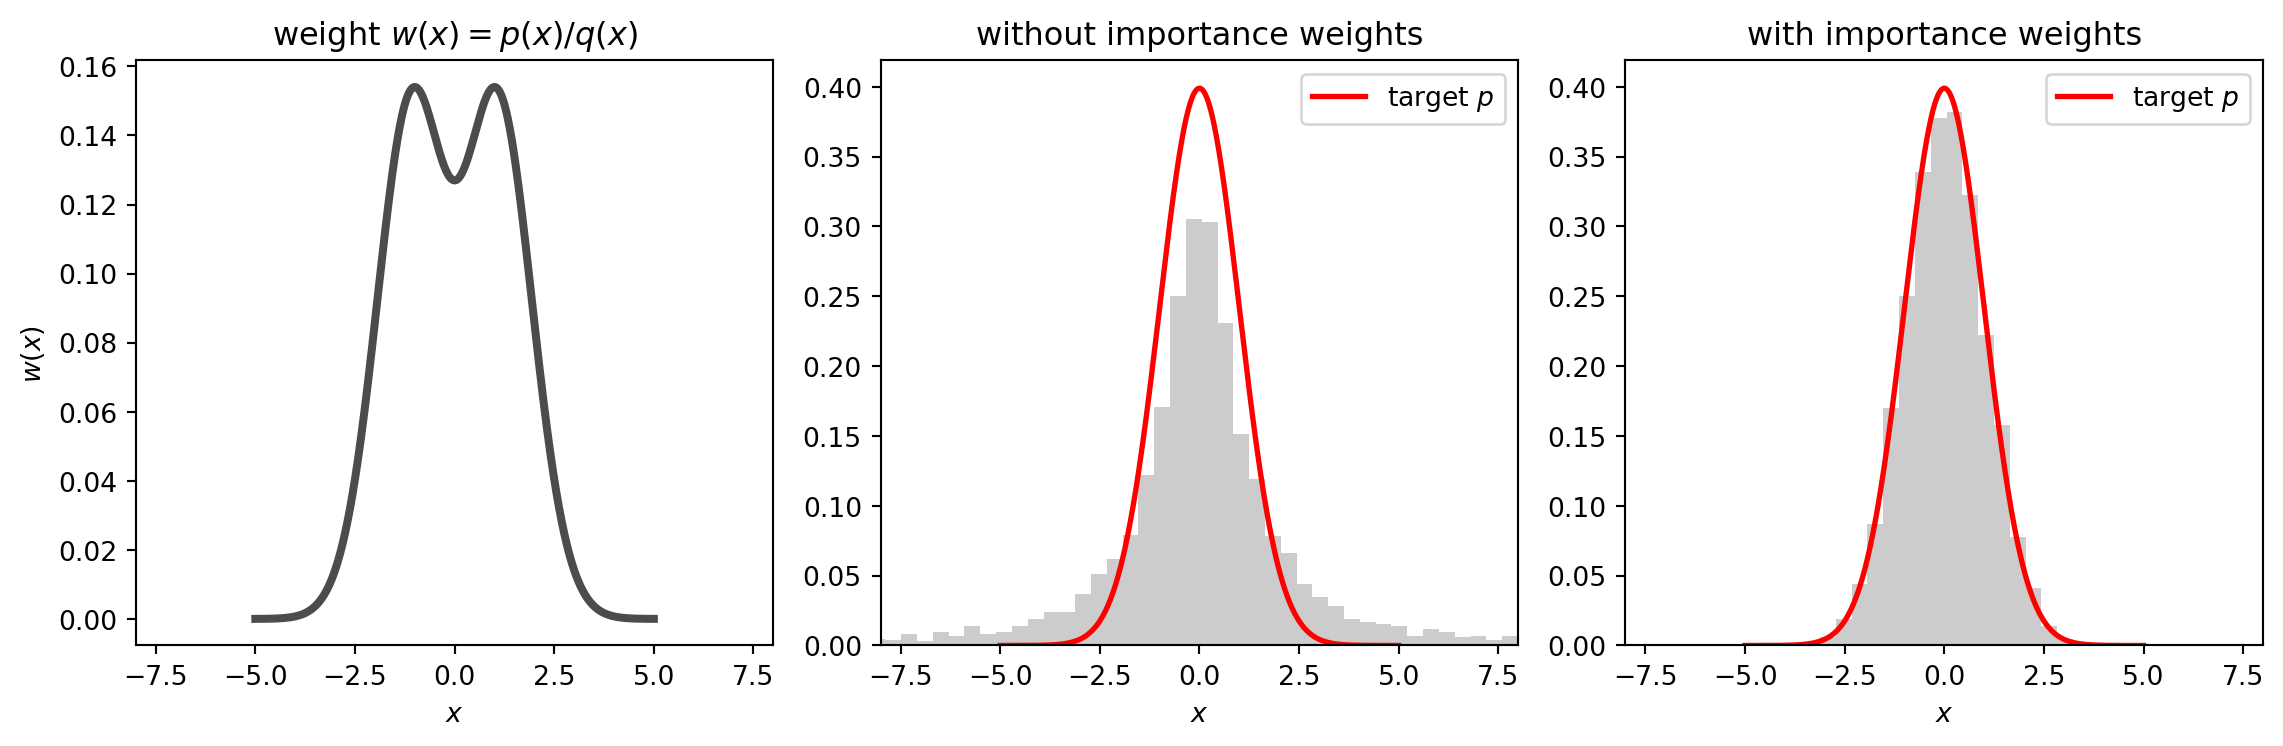 weight w(x) = p(x)/q(x)
0.16
0.14
0.12
0.10
0.08
0.06
0.04
0.02
0.00
w(x)
−7.5 −5.0 −2.5 0.0 2.5 5.0 7.5
x
without importance weights
target p
0.40
0.35
0.30
0.25
0.20
0.15
0.10
0.05
0.00
−7.5 −5.0 −2.5 0.0 2.5 5.0 7.5
x
with importance weights
target p
0.40
0.35
0.30
0.25
0.20
0.15
0.10
0.05
0.00
−7.5 −5.0 −2.5 0.0 2.5 5.0 7.5
x